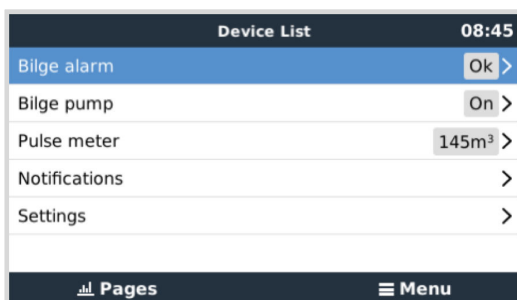 Device List 08:45
Bilge alarm Ok
Bilge pump On
Pulse meter 145m³
Notifications
Settings
Pages Menu